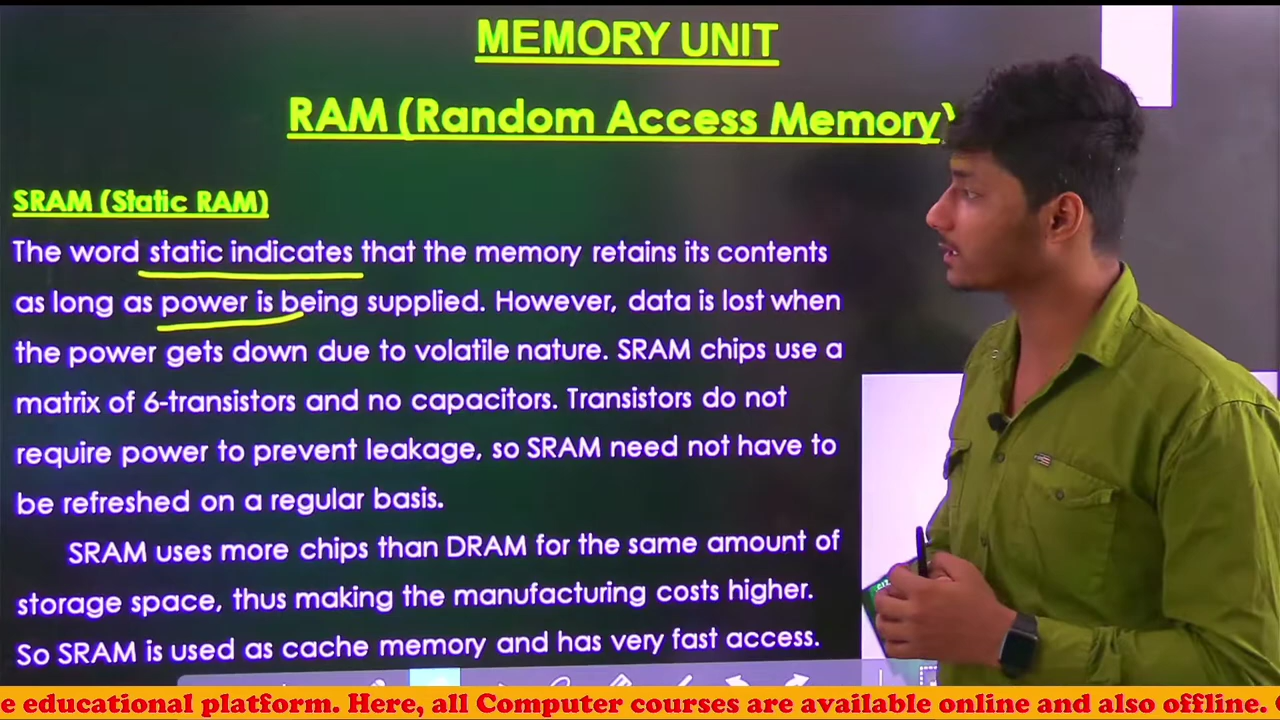 MEMORY UNIT
RAM (Random Access Memory)
SRAM (Static RAM)
The word static indicates that the memory retains its contents
as long as power is being supplied. However, data is lost when
the power gets down due to volatile nature. SRAM chips use a
matrix of 6-transistors and no capacitors. Transistors do not
require power to prevent leakage, so SRAM need not have to
be refreshed on a regular basis.
SRAM uses more chips than DRAM for the same amount of
storage space, thus making the manufacturing costs higher.
So SRAM is used as cache memory and has very fast access.
e educational platform. Here, all Computer courses are available online and also offline.